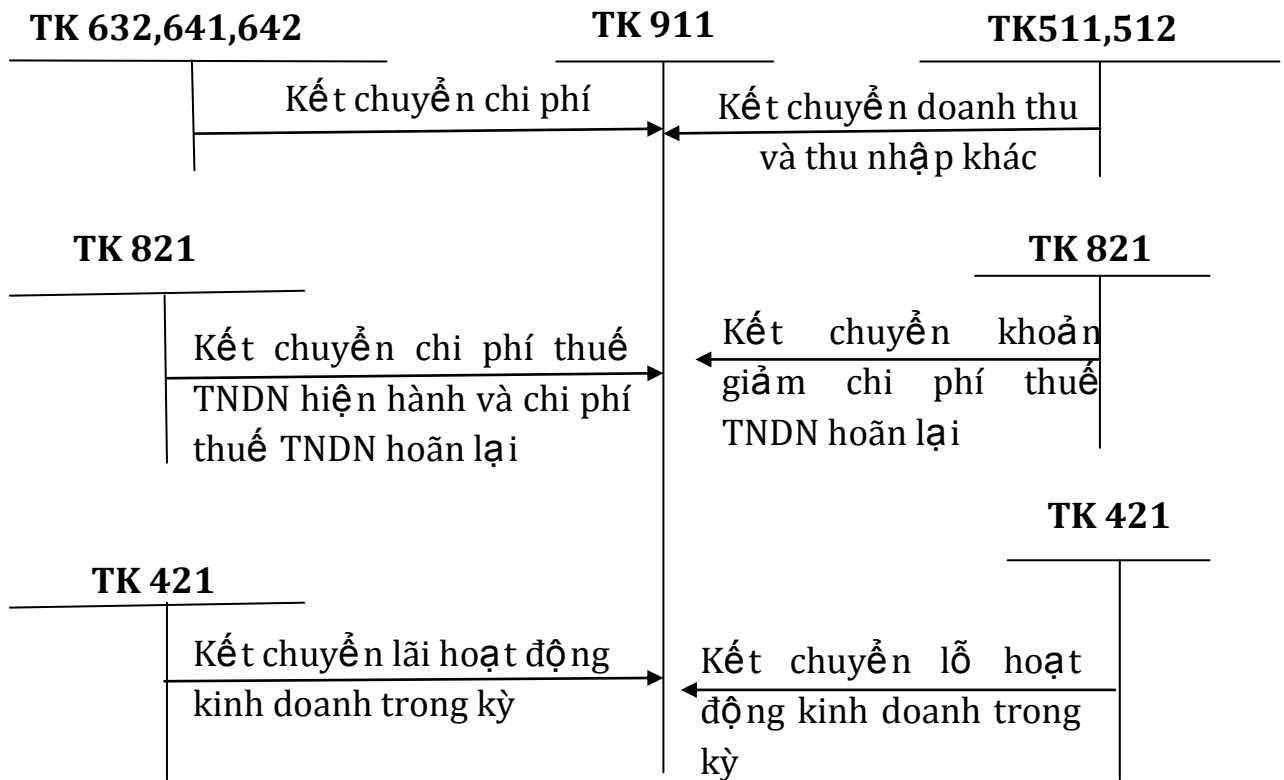 TK 632,641,642
TK 911
TK511,512
Kết chuyển chi phí
Kết chuyển doanh thu
và thu nhập khác
TK 821
TK 821
Kết chuyển chi phí thuế
TNDN hiện hành và chi phí
thuế TNDN hoãn lại
Kết chuyển khoản
giảm chi phí thuế
TNDN hoãn lại
TK 421
TK 421
Kết chuyển lãi hoạt động
kinh doanh trong kỳ
Kết chuyển lỗ hoạt
động kinh doanh trong
kỳ